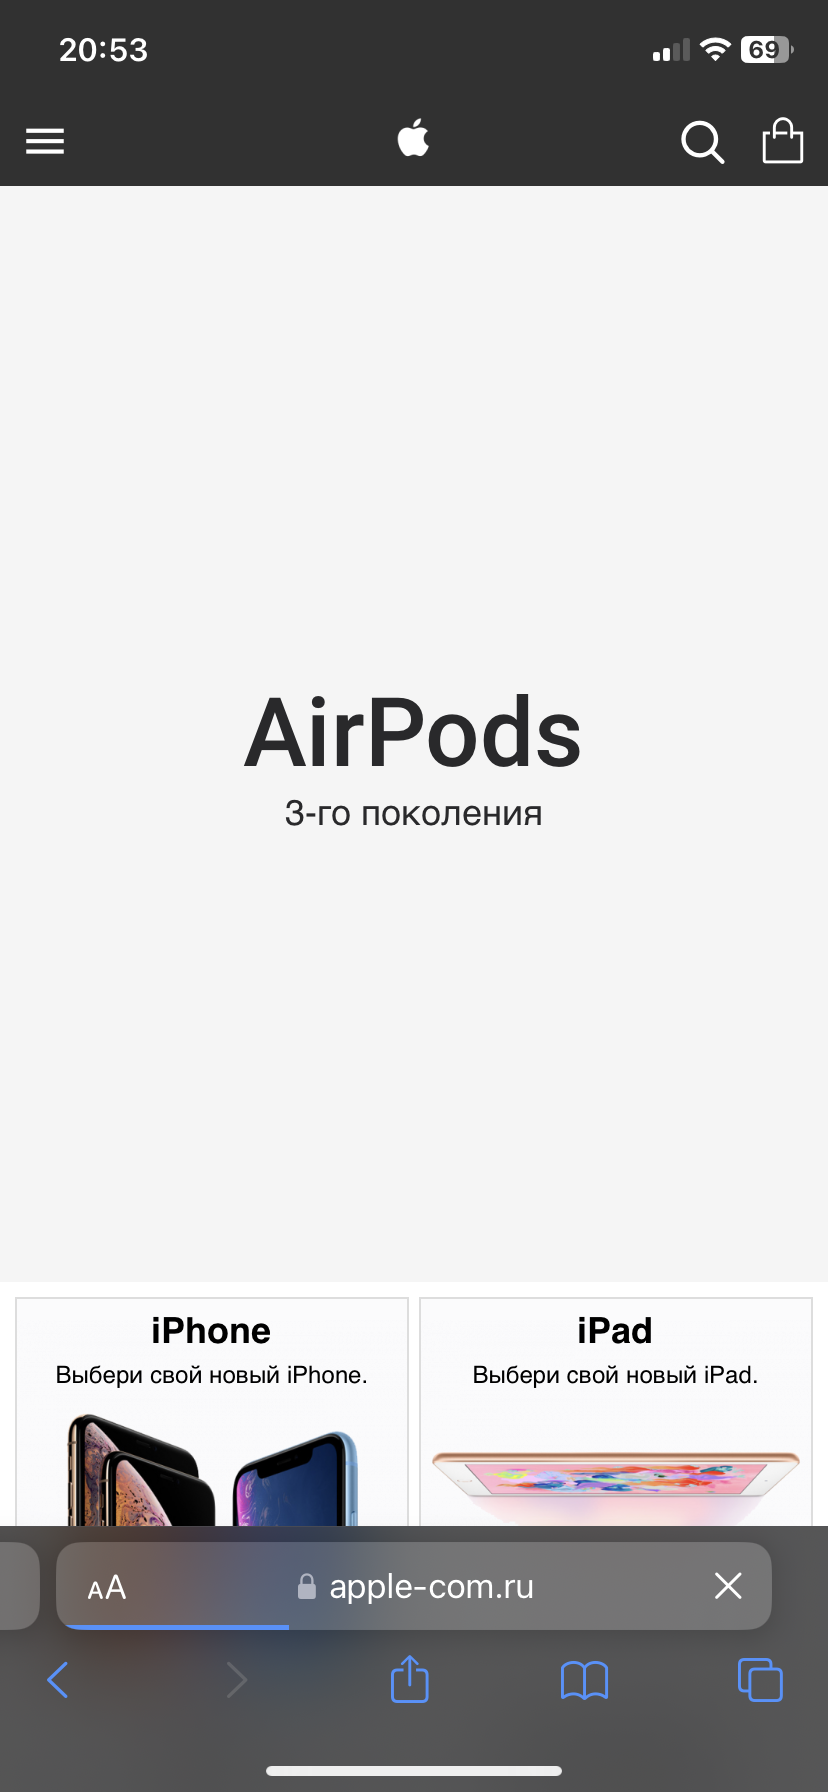 20:53
69
AirPods
3-го поколения
iPhone
Выбери свой новый iPhone.
iPad
Выбери свой новый iPad.
AA
apple-com.ru